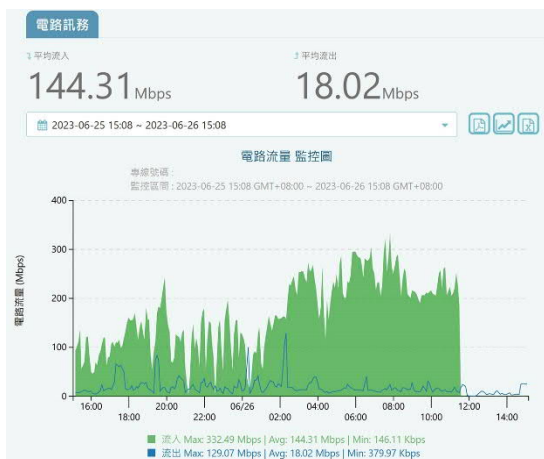 電路訊務
平均流入
平均流出
144.31Mbps
18.02Mbps
2023-06-25 15:08 ~ 2023-06-26 15:08
電路流量 監控圖
專線號碼 :
監控區間 : 2023-06-25 15:08 GMT+08:00 ~ 2023-06-26 15:08 GMT+08:00
電路流量 (Mbps)
400
300
200
100
0
16:00
18:00
20:00
22:00
06/26
02:00
04:00
06:00
08:00
10:00
12:00
14:00
流入 Max: 332.49 Mbps | Avg: 144.31 Mbps | Min: 146.11 Kbps
流出 Max: 129.07 Mbps | Avg: 18.02 Mbps | Min: 379.97 Kbps